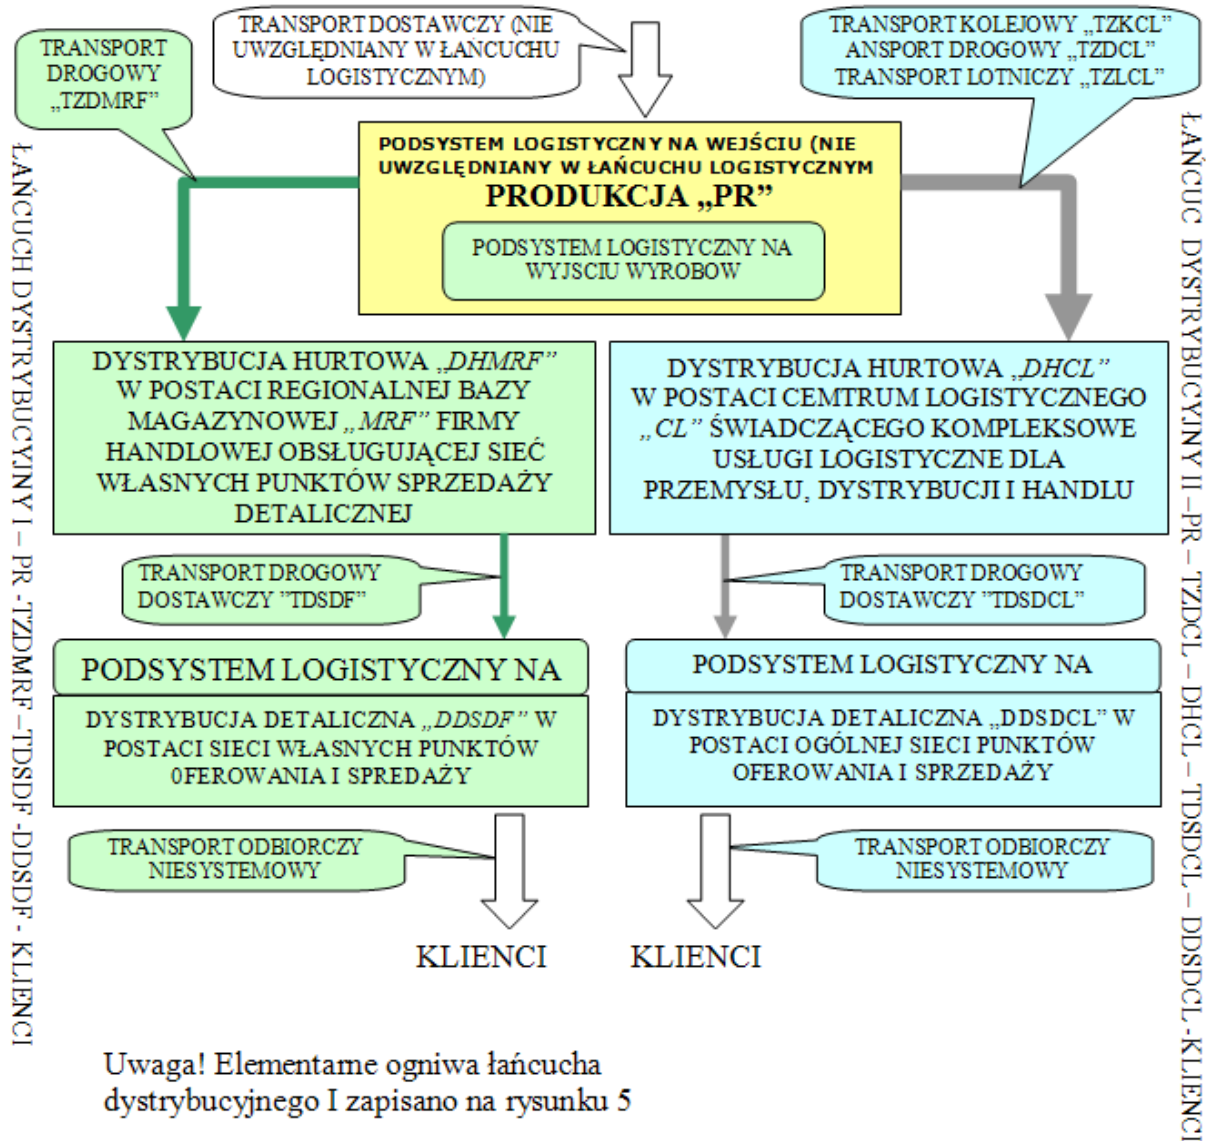 TRANSPORT
DROGOWY
„TZDMRF”
TRANSPORT DOSTAWCZY (NIE
UWZGLĘDNIANY W ŁAŃCUCHU
LOGISTYCZNYM)
TRANSPORT KOLEJOWY „TZKCL”
ANSPORT DROGOWY „TZDCL”
TRANSPORT LOTNICZY „TZLCL”
PODSYSTEM LOGISTYCZNY NA WEJŚCIU (NIE
UWZGLĘDNIANY W ŁAŃCUCHU LOGISTYCZNYM
PRODUKCJA „PR”
PODSYSTEM LOGISTYCZNY NA
WYJSCIU WYROBOW
DYSTRYBUCJA HURTOWA „DHMRF”
W POSTACI REGIONALNEJ BAZY
MAGAZYNOWEJ „MRF” FIRMY
HANDLOWEJ OBSŁUGUJĄCEJ SIEĆ
WŁASNYCH PUNKTÓW SPRZEDAŻY
DETALICZNEJ
DYSTRYBUCJA HURTOWA „DHCL”
W POSTACI CEMTRUM LOGISTYCZNEGO
„CL” ŚWIADCZĄCEGO KOMPLEKSOWE
USŁUGI LOGISTYCZNE DLA
PRZEMYSŁU, DYSTRYBUCJI I HANDLU
TRANSPORT DROGOWY
DOSTAWCZY ”TDSDF”
TRANSPORT DROGOWY
DOSTAWCZY ”TDSDCL”
PODSYSTEM LOGISTYCZNY NA
PODSYSTEM LOGISTYCZNY NA
DYSTRYBUCJA DETALICZNA „DDSDF” W
POSTACI SIECI WŁASNYCH PUNKTÓW
0FEROWANIA I SPREDAŻY
DYSTRYBUCJA DETALICZNA „DDSDCL” W
POSTACI OGÓLNEJ SIECI PUNKTÓW
OFEROWANIA I SPRZEDAŻY
TRANSPORT ODBIORCZY
NIESYSTEMOWY
TRANSPORT ODBIORCZY
NIESYSTEMOWY
KLIENCI
KLIENCI
ŁAŃCUCH DYSTRYBUCYJNY I – PR -TZDMRF –TDSDF -DDSDF - KLIENCI
ŁAŃCUC DYSTRYBUCYJNY II –PR – TZDCL – DHCL – TDSDCL – DDSDCL -KLIENCI
Uwaga! Elementarne ogniwa łańcucha
dystrybucyjnego I zapisano na rysunku 5